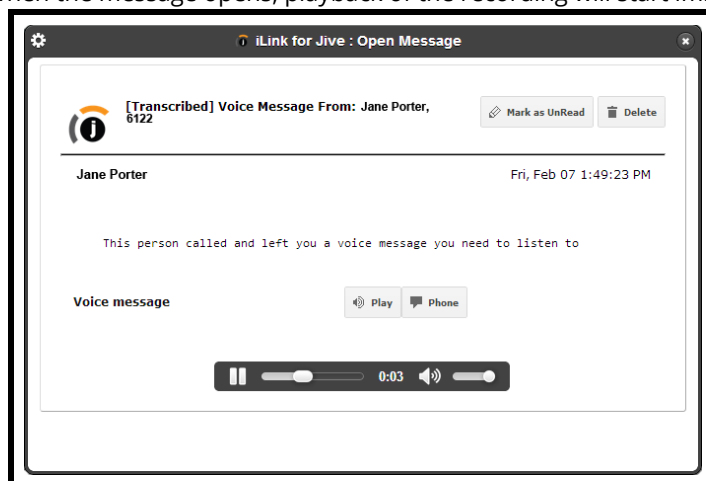 when the message opens, playback of the recording will start
iLink for Jive : Open Message
[Transcribed] Voice Message From: Jane Porter,
6122
Mark as UnRead
Delete
Jane Porter
Fri, Feb 07 1:49:23 PM
This person called and left you a voice message you need to listen to
Voice message
Play
Phone
0:03